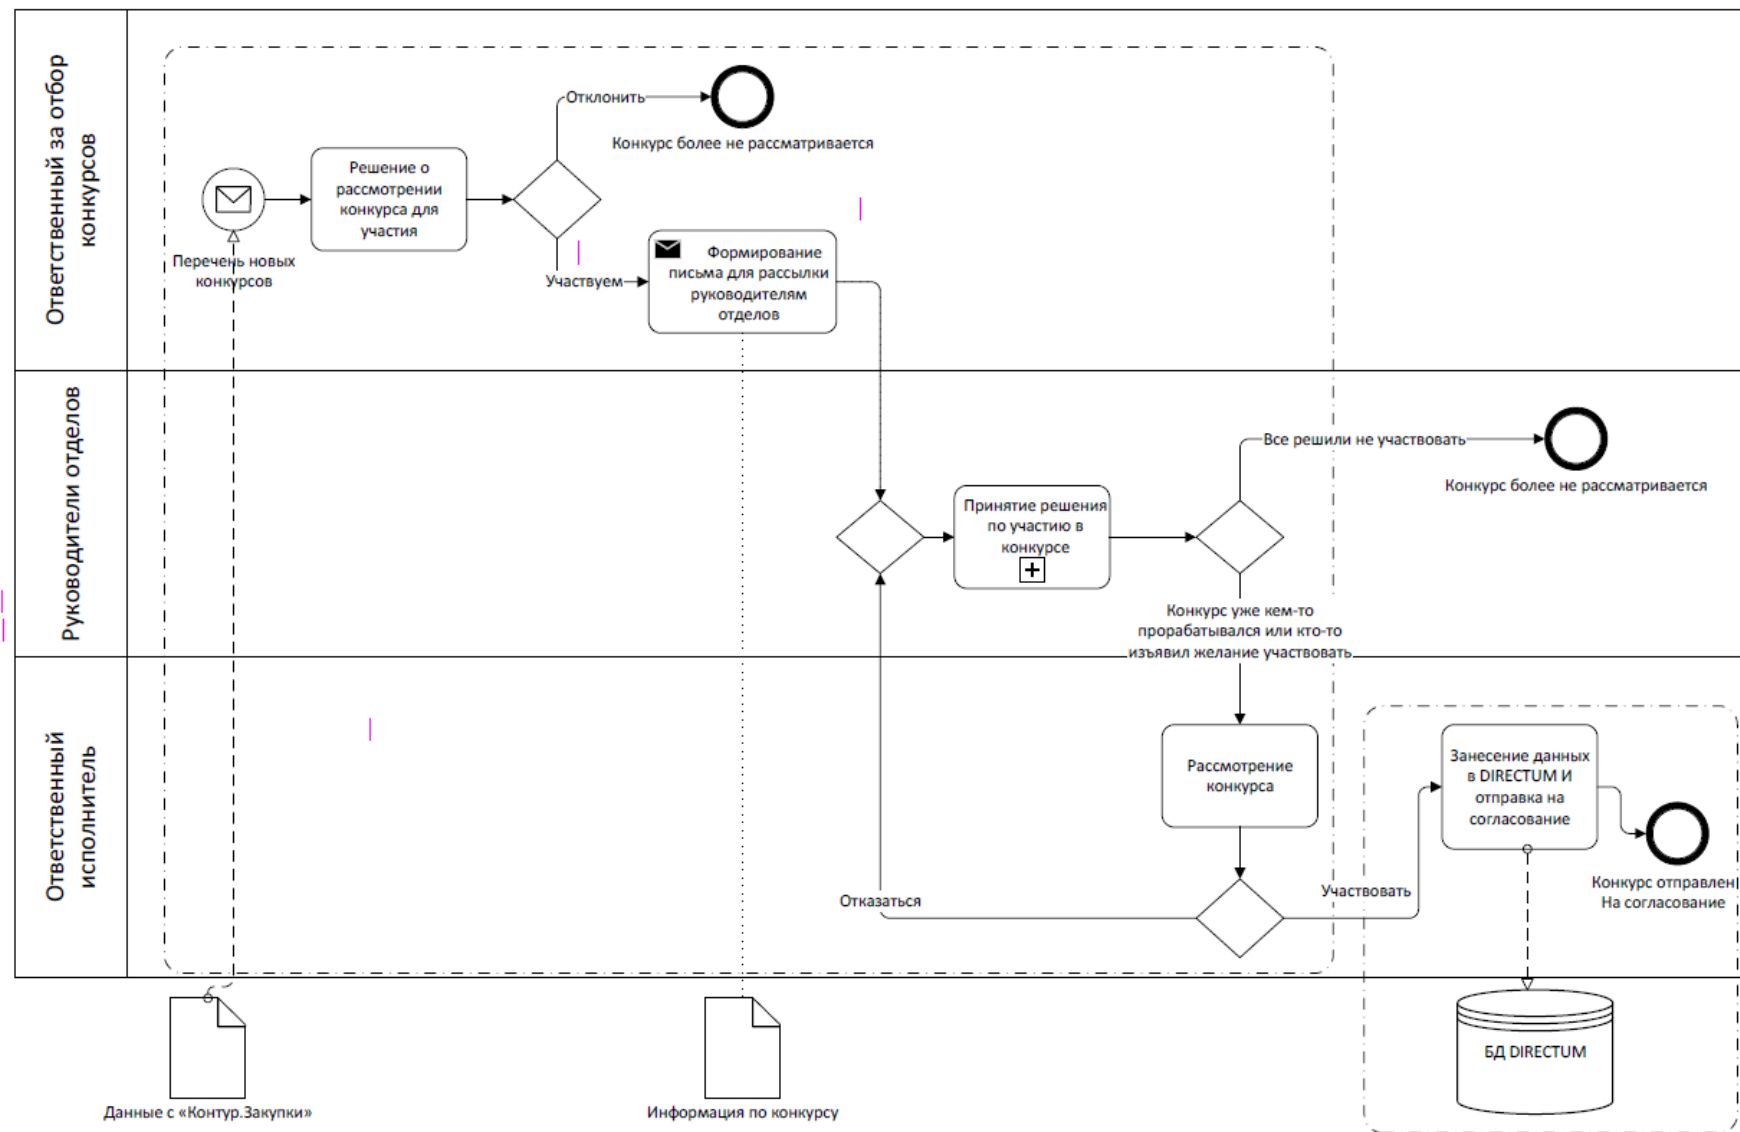 Ответственный за отбор
конкурсов
Отклонить
Конкурс более не рассматривается
Решение о
рассмотрении
конкурса для
участия
Перечень новых
конкурсов
Участвуем
Формирование
письма для рассылки
руководителям
отделов
Руководители отделов
Все решили не участвовать
Конкурс более не рассматривается
Принятие решения
по участию в
конкурсе
Конкурс уже кем-то
прорабатывался или кто-то
изъявил желание участвовать
Ответственный
исполнитель
Рассмотрение
конкурса
Занесение данных
в DIRECTUM И
отправка на
согласование
Отказаться
Участвовать
Конкурс отправлен
На согласование
БД DIRECTUM
Данные с «Контур.Закупки»
Информация по конкурсу